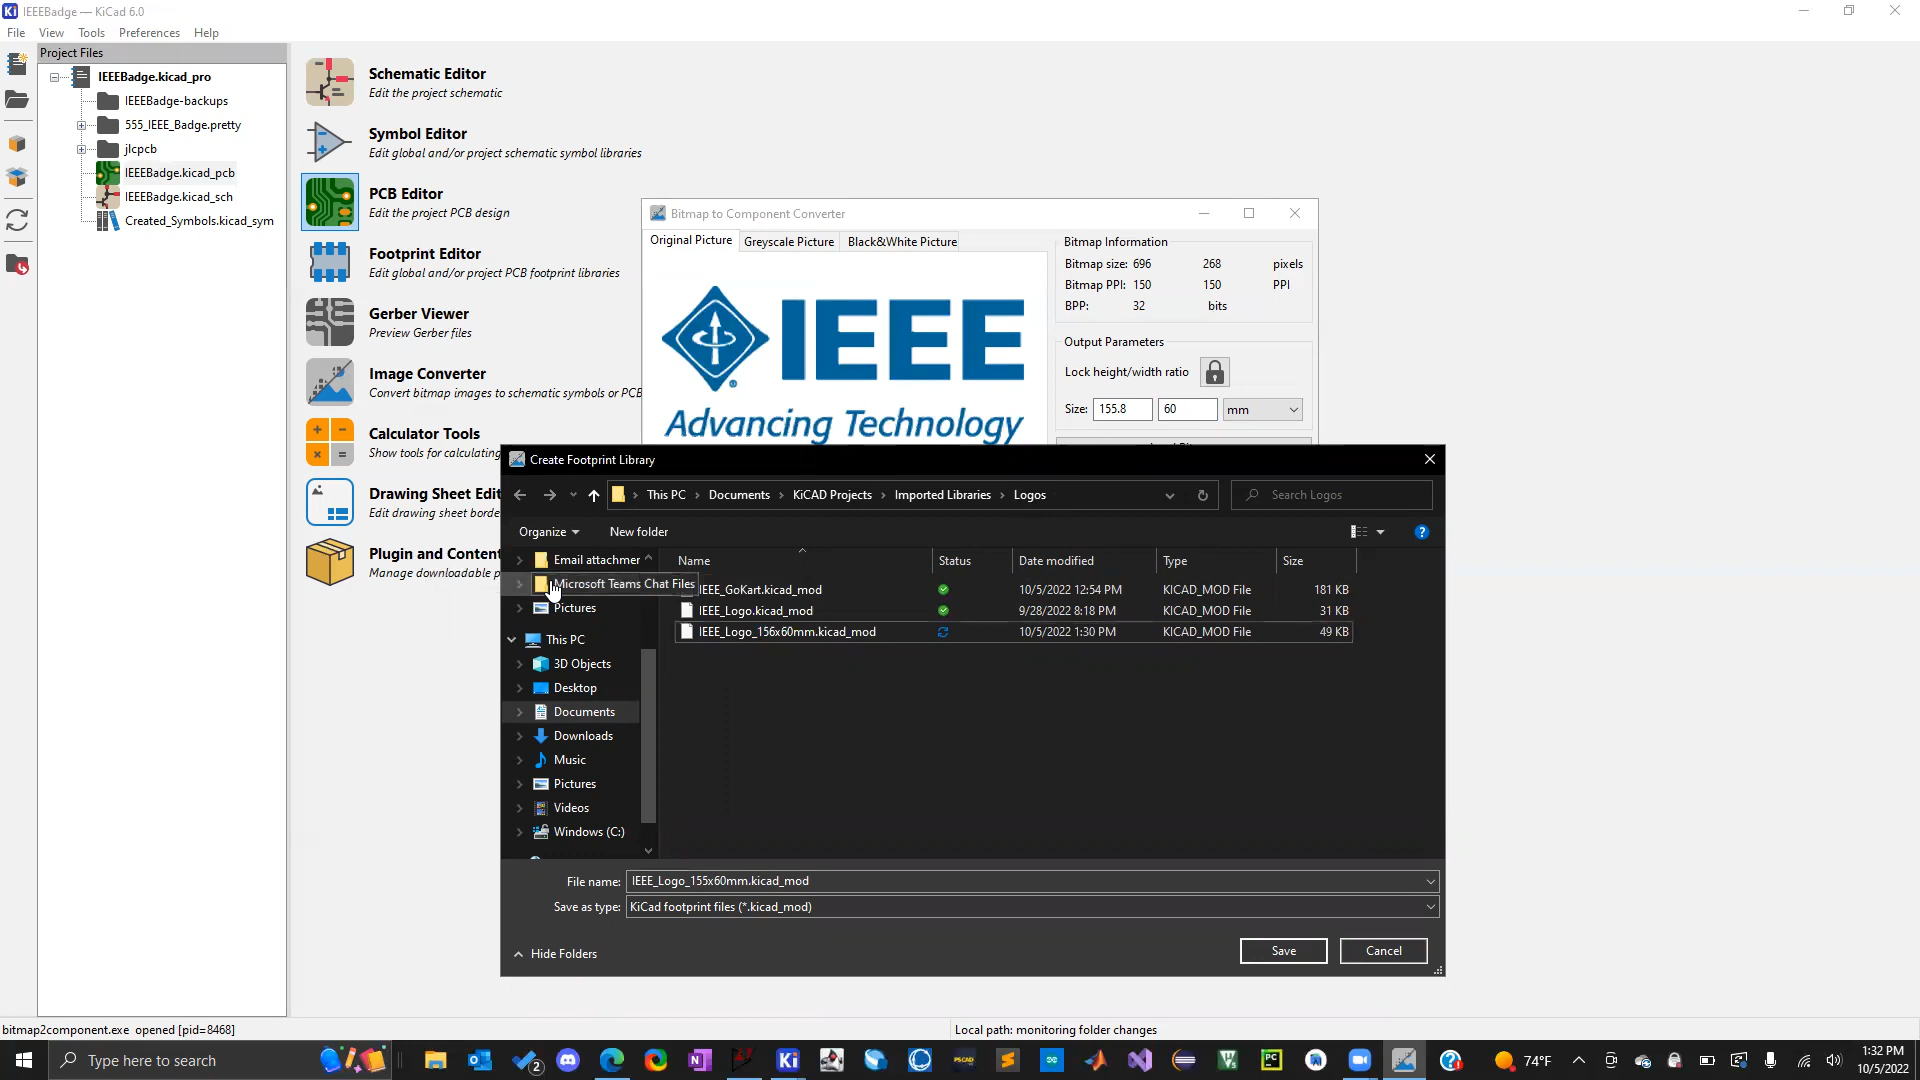 IEEEBadge — KiCad 6.0
File View Tools Preferences Help
Project Files
IEEEBadge.kicad_pro
IEEEBadge-backups
555_IEEE_Badge.pretty
jlcpcb
IEEEBadge.kicad_pcb
IEEEBadge.kicad_sch
Created_Symbols.kicad_sym
Schematic Editor
Edit the project schematic
Symbol Editor
Edit global and/or project schematic symbol libraries
PCB Editor
Edit the project PCB design
Footprint Editor
Edit global and/or project PCB footprint libraries
Gerber Viewer
Preview Gerber files
Image Converter
Convert bitmap images to schematic symbols or PCB
Calculator Tools
Show tools for calculating
Drawing Sheet Edit
Edit drawing sheet borde
Plugin and Content
Manage downloadable p
Bitmap to Component Converter
Original Picture Greyscale Picture Black&White Picture
IEEE
Advancing Technology
Bitmap Information
Bitmap size: 696 268 pixels
Bitmap PPI: 150 150 PPI
BPP: 32 bits
Output Parameters
Lock height/width ratio
Size: 155.8 60 mm
Create Footprint Library
This PC › Documents › KiCAD Projects › Imported Libraries › Logos
Search Logos
Organize New folder
Email attachmer
Microsoft Teams Chat Files
Pictures
This PC
3D Objects
Desktop
Documents
Downloads
Music
Pictures
Videos
Windows (C:)
Name Status Date modified Type Size
IEEE_GoKart.kicad_mod 10/5/2022 12:54 PM KICAD_MOD File 181 KB
IEEE_Logo.kicad_mod 9/28/2022 8:18 PM KICAD_MOD File 31 KB
IEEE_Logo_156x60mm.kicad_mod 10/5/2022 1:30 PM KICAD_MOD File 49 KB
File name: IEEE_Logo_155x60mm.kicad_mod
Save as type: KiCad footprint files (*.kicad_mod)
Hide Folders
Save Cancel
bitmap2component.exe opened [pid=8468]
Local path: monitoring folder changes
Type here to search
74°F
1:32 PM
10/5/2022